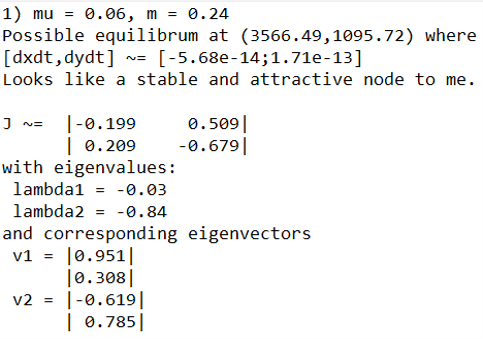 1) mu = 0.06, m = 0.24
Possible equilibrum at (3566.49,1095.72) where
[dxdt,dydt] ~= [-5.68e-14;1.71e-13]
Looks like a stable and attractive node to me.
J ~= |-0.199 0.509|
| 0.209 -0.679|
with eigenvalues:
lambda1 = -0.03
lambda2 = -0.84
and corresponding eigenvectors
v1 = |0.951|
|0.308|
v2 = |-0.619|
| 0.785|